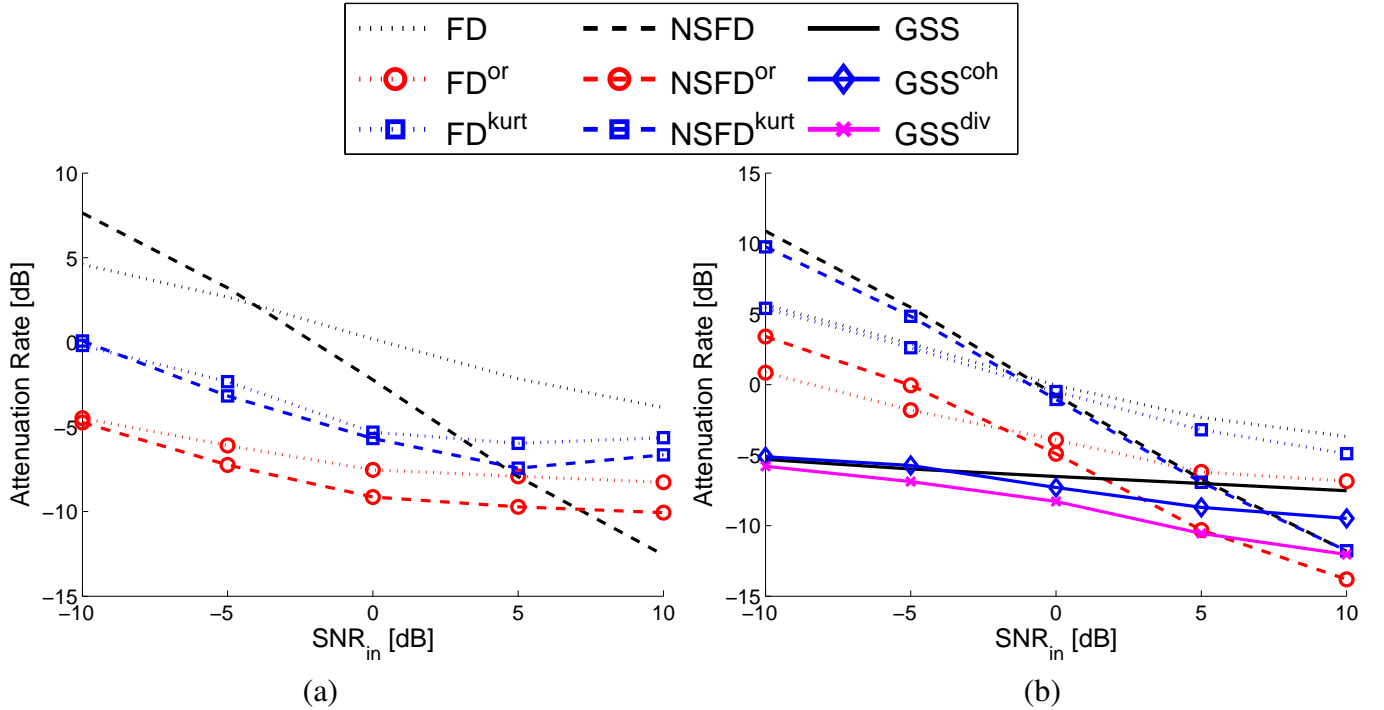 FD NSFD GSS
FD^or NSFD^or GSS^coh
FD^kurt NSFD^kurt GSS^div
10
5
0
−5
−10
−15
Attenuation Rate [dB]
−10 −5 0 5 10
SNR_in [dB]
(a)
15
10
5
0
−5
−10
−15
Attenuation Rate [dB]
−10 −5 0 5 10
SNR_in [dB]
(b)